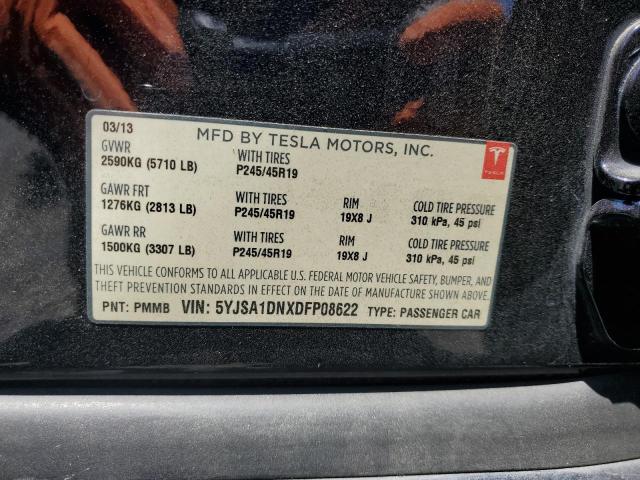 03/13
MFD BY TESLA MOTORS, INC.
TESLA
GVWR
2590KG (5710 LB)
WITH TIRES
P245/45R19
GAWR FRT
1276KG (2813 LB)
WITH TIRES
P245/45R19
RIM
19X8 J
COLD TIRE PRESSURE
310 kPa, 45 psi
GAWR RR
1500KG (3307 LB)
WITH TIRES
P245/45R19
RIM
19X8 J
COLD TIRE PRESSURE
310 kPa, 45 psi
THIS VEHICLE CONFORMS TO ALL APPLICABLE U.S. FEDERAL MOTOR VEHICLE SAFETY, BUMPER, AND
THEFT PREVENTION STANDARDS IN EFFECT ON THE DATE OF MANUFACTURE SHOWN ABOVE.
PNT: PMMB VIN: 5YJSA1DNXDFP08622 TYPE: PASSENGER CAR